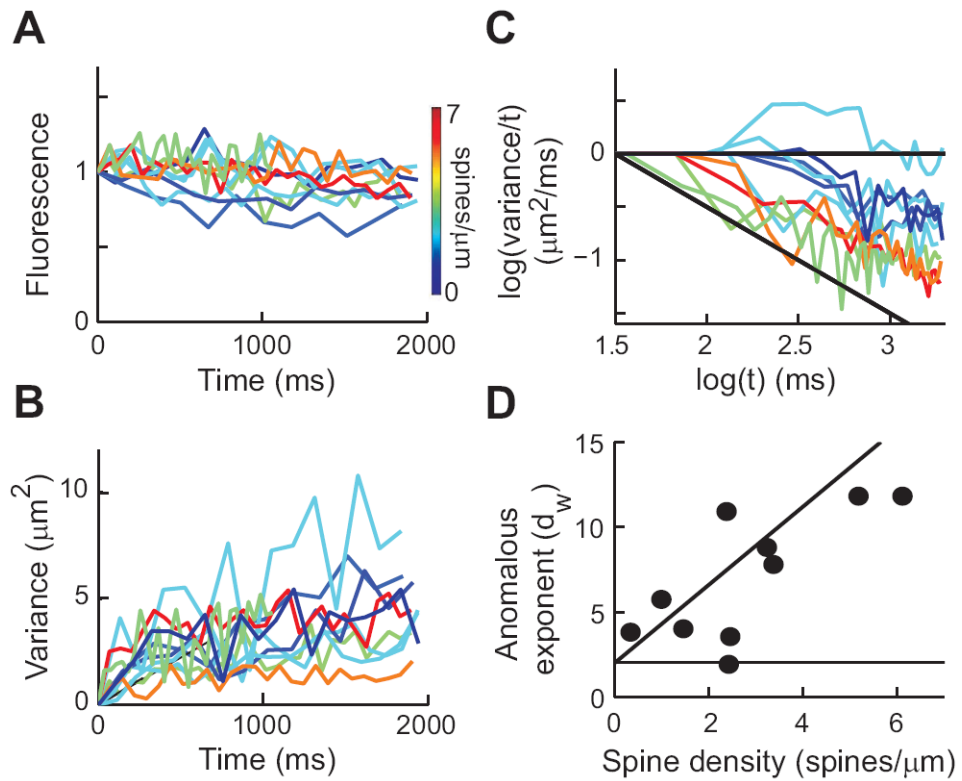 A
Fluorescence
1
0
0
1000
2000
Time (ms)
7
spines/μm
0
B
Variance (μm²)
10
5
0
0
1000
2000
Time (ms)
C
log(variance/t)
(μm²/ms)
0
−1
1.5
2
2.5
3
log(t) (ms)
D
Anomalous
exponent (d_w)
15
10
5
0
0
2
4
6
Spine density (spines/μm)